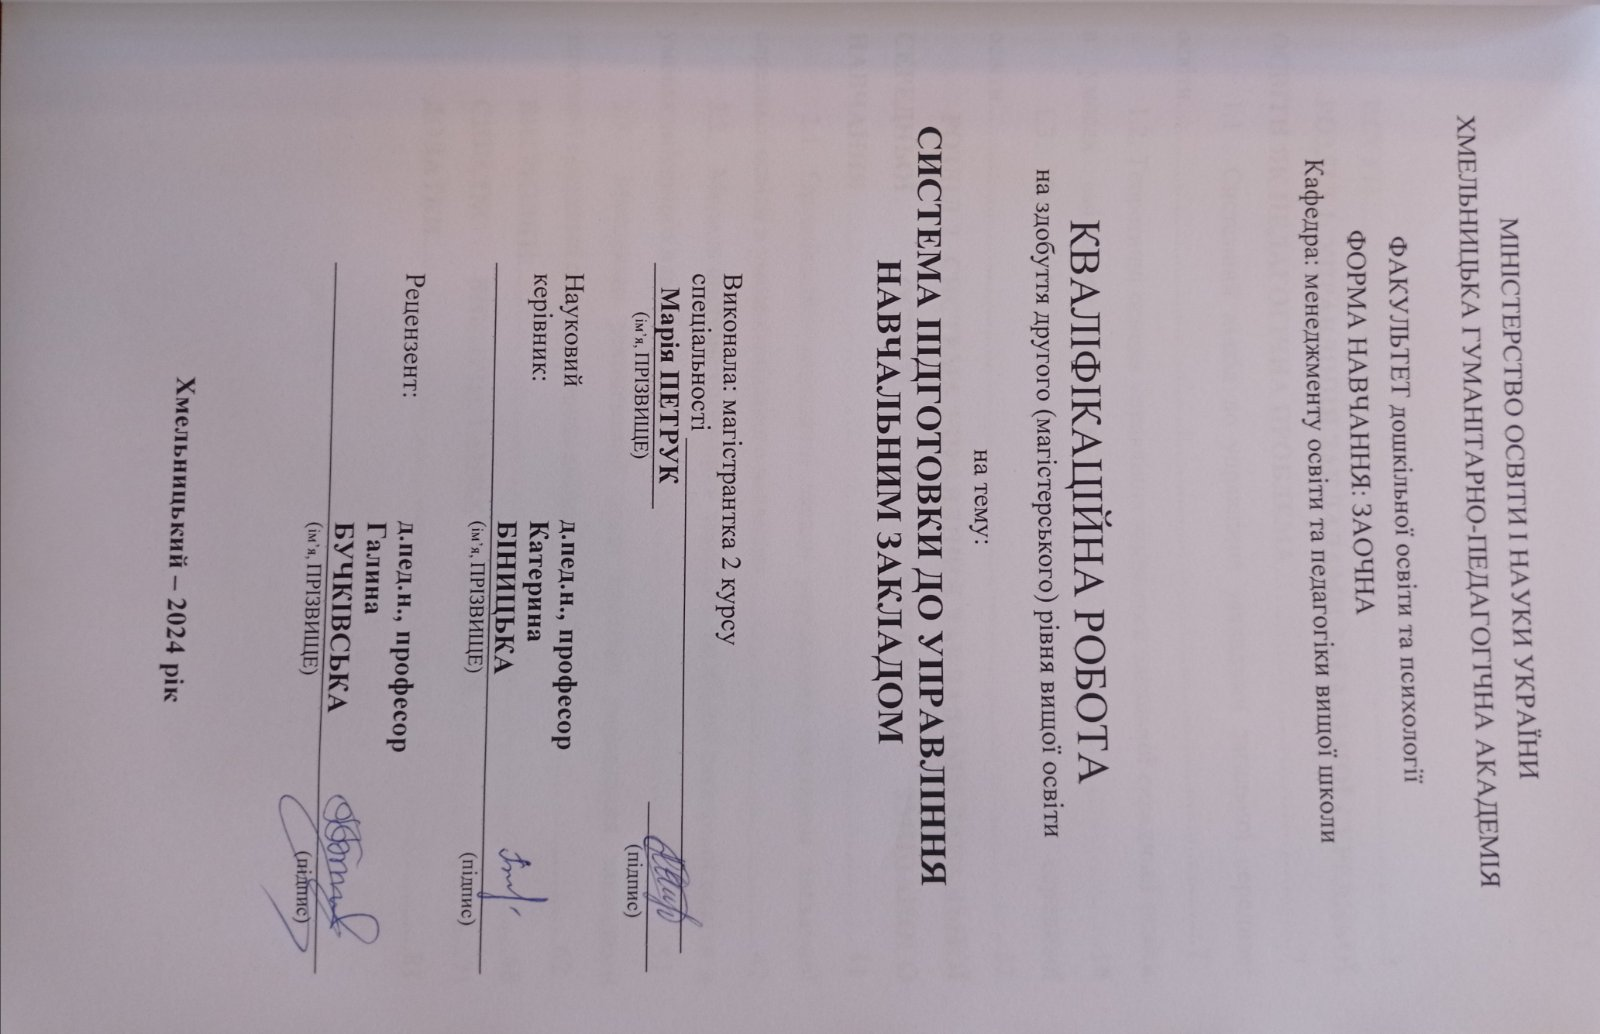 МІНІСТЕРСТВО ОСВІТИ І НАУКИ УКРАЇНИ
ХМЕЛЬНИЦЬКА ГУМАНІТАРНО-ПЕДАГОГІЧНА АКАДЕМІЯ
ФАКУЛЬТЕТ дошкільної освіти та психології
ФОРМА НАВЧАННЯ: ЗАОЧНА
Кафедра: менеджменту освіти та педагогіки вищої школи
КВАЛІФІКАЦІЙНА РОБОТА
на здобуття другого (магістерського) рівня вищої освіти
на тему:
СИСТЕМА ПІДГОТОВКИ ДО УПРАВЛІННЯ
НАВЧАЛЬНИМ ЗАКЛАДОМ
Виконала: магістрантка 2 курсу
спеціальності
Марія ПЕТРУК
(ім’я, ПРІЗВИЩЕ) (підпис)
Науковий д.пед.н., професор
керівник: Катерина
БІНИЦЬКА
(ім’я, ПРІЗВИЩЕ) (підпис)
Рецензент: д.пед.н., професор
Галина
БУЧКІВСЬКА
(ім’я, ПРІЗВИЩЕ) (підпис)
Хмельницький – 2024 рік